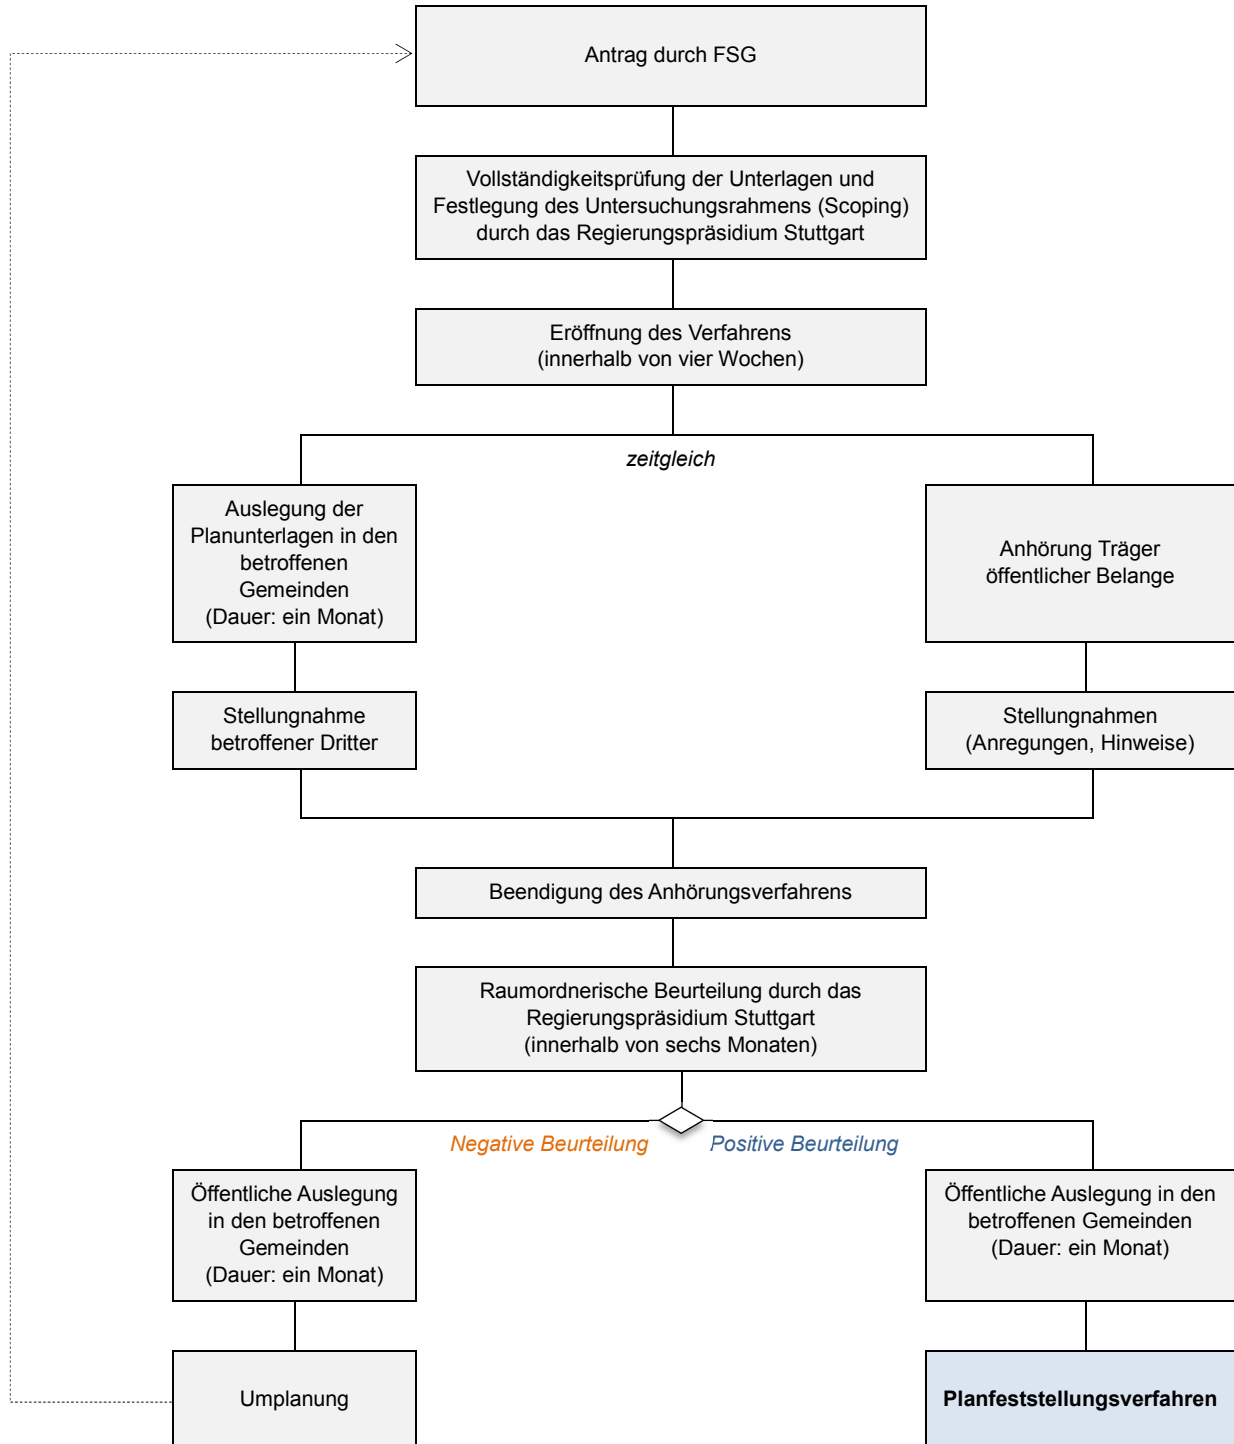 Antrag durch FSG
Vollständigkeitsprüfung der Unterlagen und
Festlegung des Untersuchungsrahmens (Scoping)
durch das Regierungspräsidium Stuttgart
Eröffnung des Verfahrens
(innerhalb von vier Wochen)
zeitgleich
Auslegung der
Planunterlagen in den
betroffenen
Gemeinden
(Dauer: ein Monat)
Anhörung Träger
öffentlicher Belange
Stellungnahme
betroffener Dritter
Stellungnahmen
(Anregungen, Hinweise)
Beendigung des Anhörungsverfahrens
Raumordnerische Beurteilung durch das
Regierungspräsidium Stuttgart
(innerhalb von sechs Monaten)
Negative Beurteilung
Positive Beurteilung
Öffentliche Auslegung
in den betroffenen
Gemeinden
(Dauer: ein Monat)
Öffentliche Auslegung in den
betroffenen Gemeinden
(Dauer: ein Monat)
Umplanung
Planfeststellungsverfahren